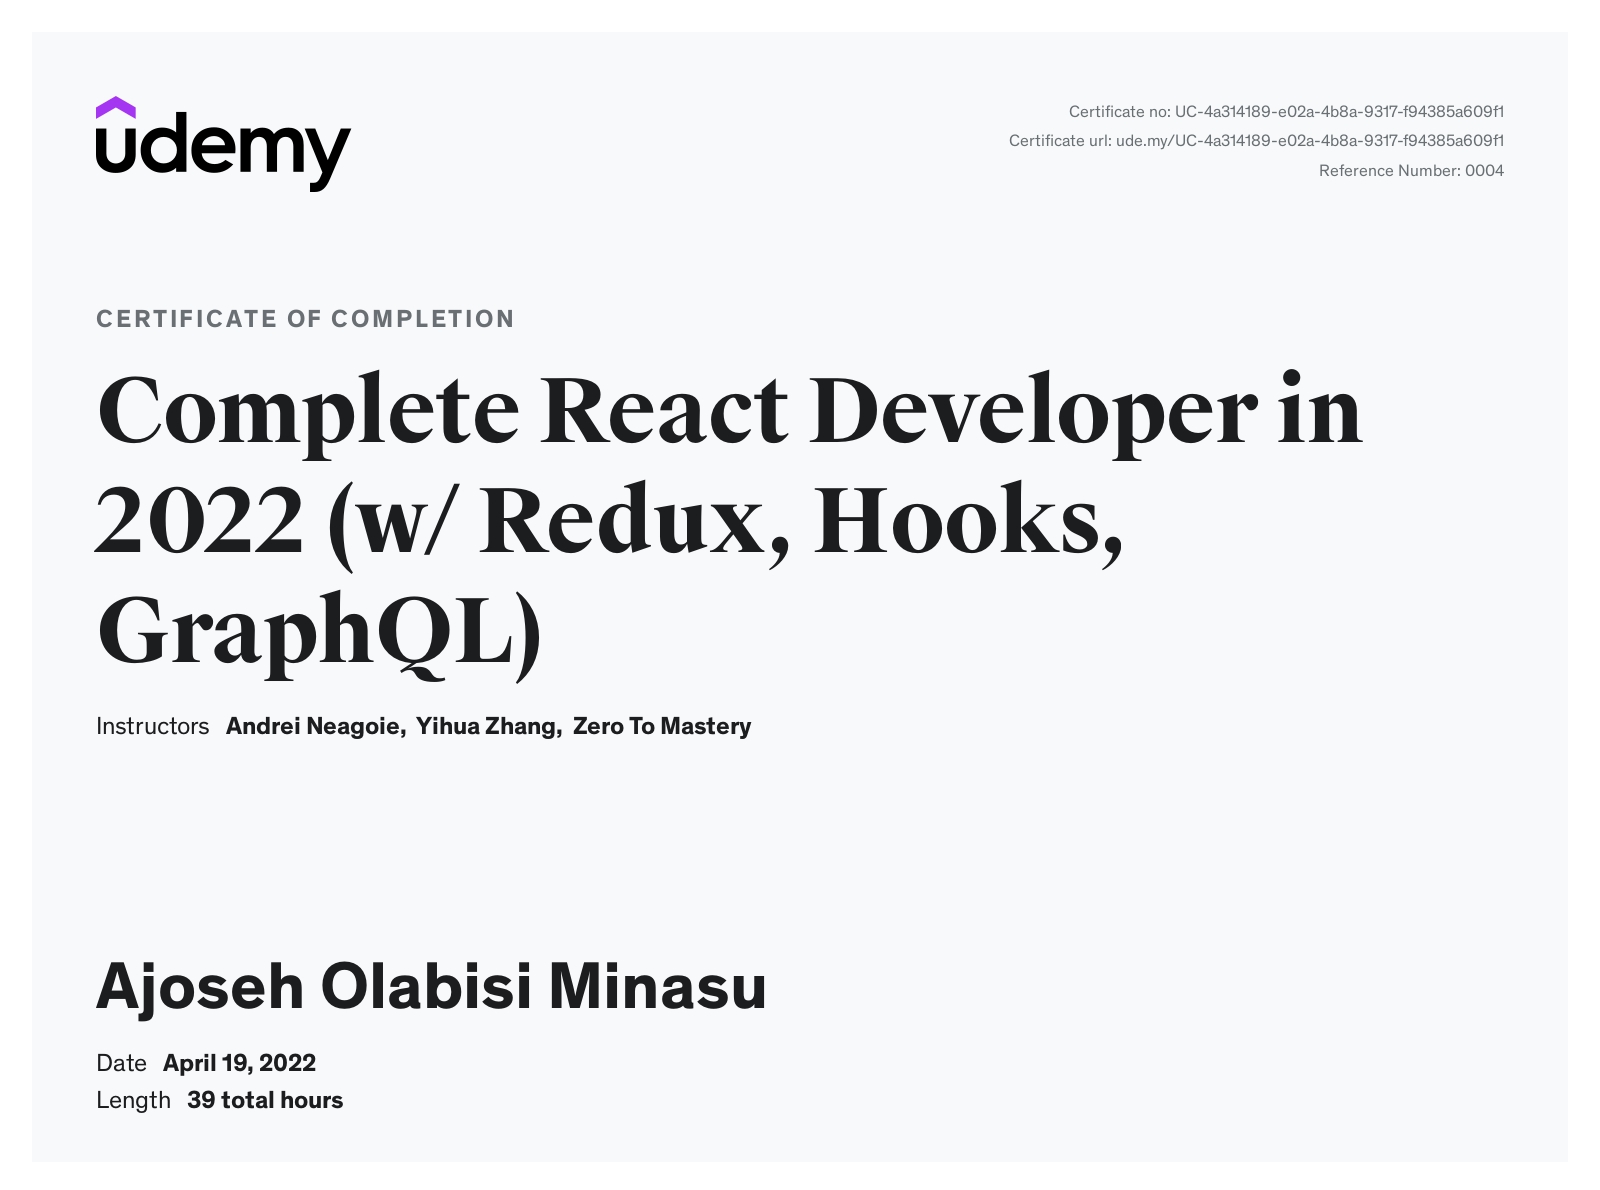 udemy
Certificate no: UC-4a314189-e02a-4b8a-9317-f94385a609f1
Certificate url: ude.my/UC-4a314189-e02a-4b8a-9317-f94385a609f1
Reference Number: 0004
CERTIFICATE OF COMPLETION
Complete React Developer in
2022 (w/ Redux, Hooks,
GraphQL)
Instructors Andrei Neagoie, Yihua Zhang, Zero To Mastery
Ajoseh Olabisi Minasu
Date April 19, 2022
Length 39 total hours